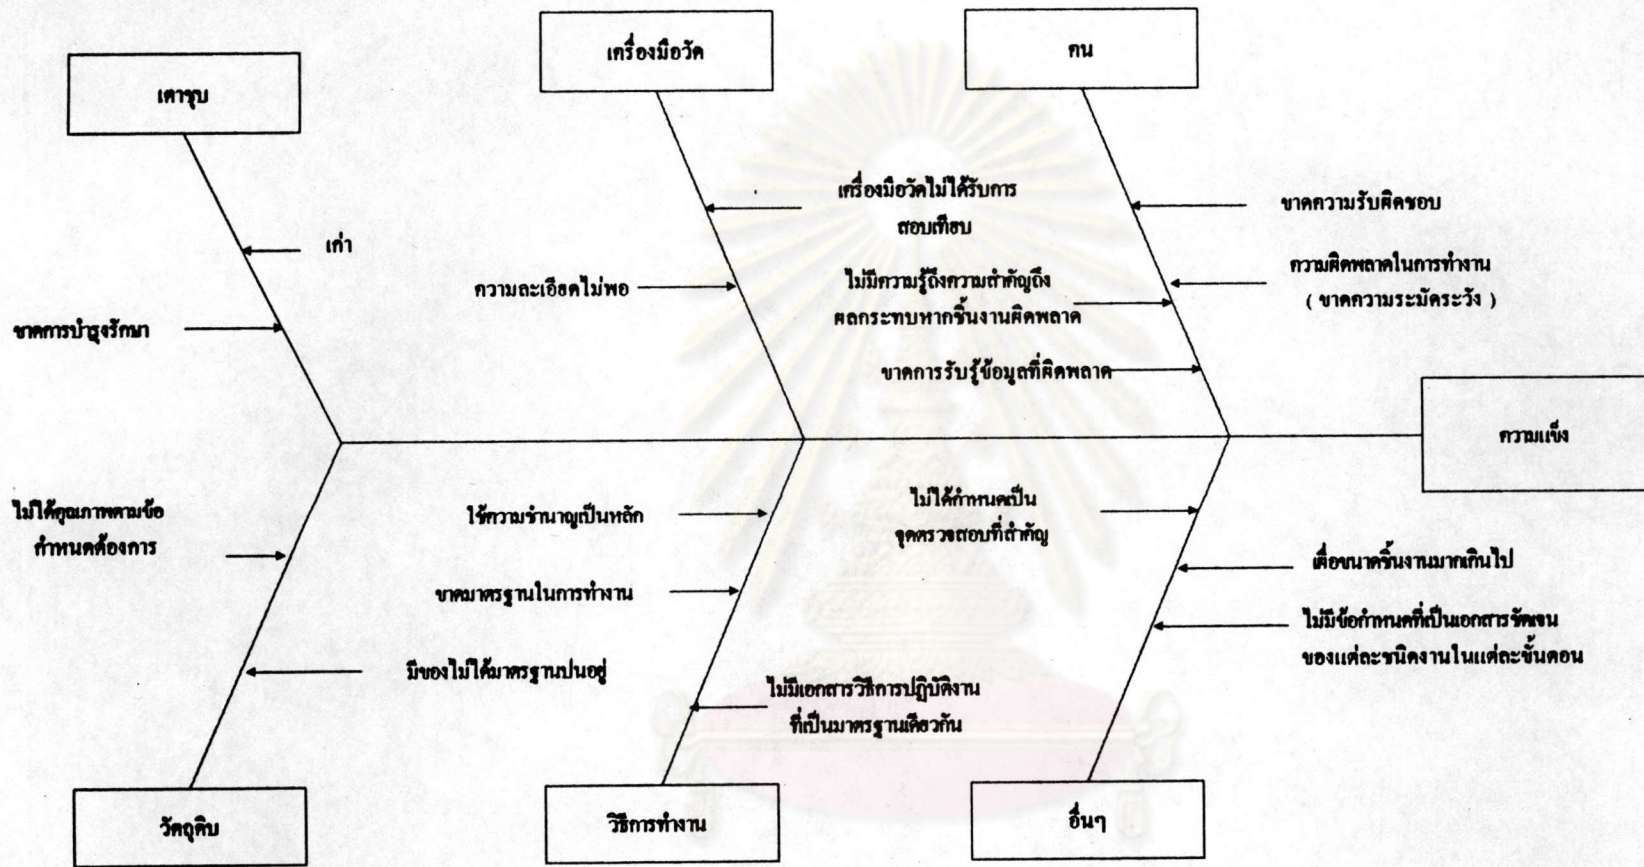 เตาชุบ
เครื่องมือวัด
คน
เก่า
ขาดการบำรุงรักษา
เครื่องมือวัดไม่ได้รับการ
สอบเทียบ
ความละเอียดไม่พอ
ขาดความรับผิดชอบ
ความผิดพลาดในการทำงาน
( ขาดความระมัดระวัง )
ไม่มีความรู้ถึงความสำคัญถึง
ผลกระทบหากชิ้นงานผิดพลาด
ขาดการรับรู้ข้อมูลที่ผิดพลาด
ความแข็ง
ไม่ได้คุณภาพตามข้อ
กำหนดต้องการ
มีของไม่ได้มาตรฐานปนอยู่
ใช้ความชำนาญเป็นหลัก
ขาดมาตรฐานในการทำงาน
ไม่มีเอกสารวิธีการปฏิบัติงาน
ที่เป็นมาตรฐานเดียวกัน
ไม่ได้กำหนดเป็น
จุดตรวจสอบที่สำคัญ
เผื่อขนาดชิ้นงานมากเกินไป
ไม่มีข้อกำหนดที่เป็นเอกสารชัดเจน
ของแต่ละชนิดงานในแต่ละขั้นตอน
วัตถุดิบ
วิธีการทำงาน
อื่นๆ